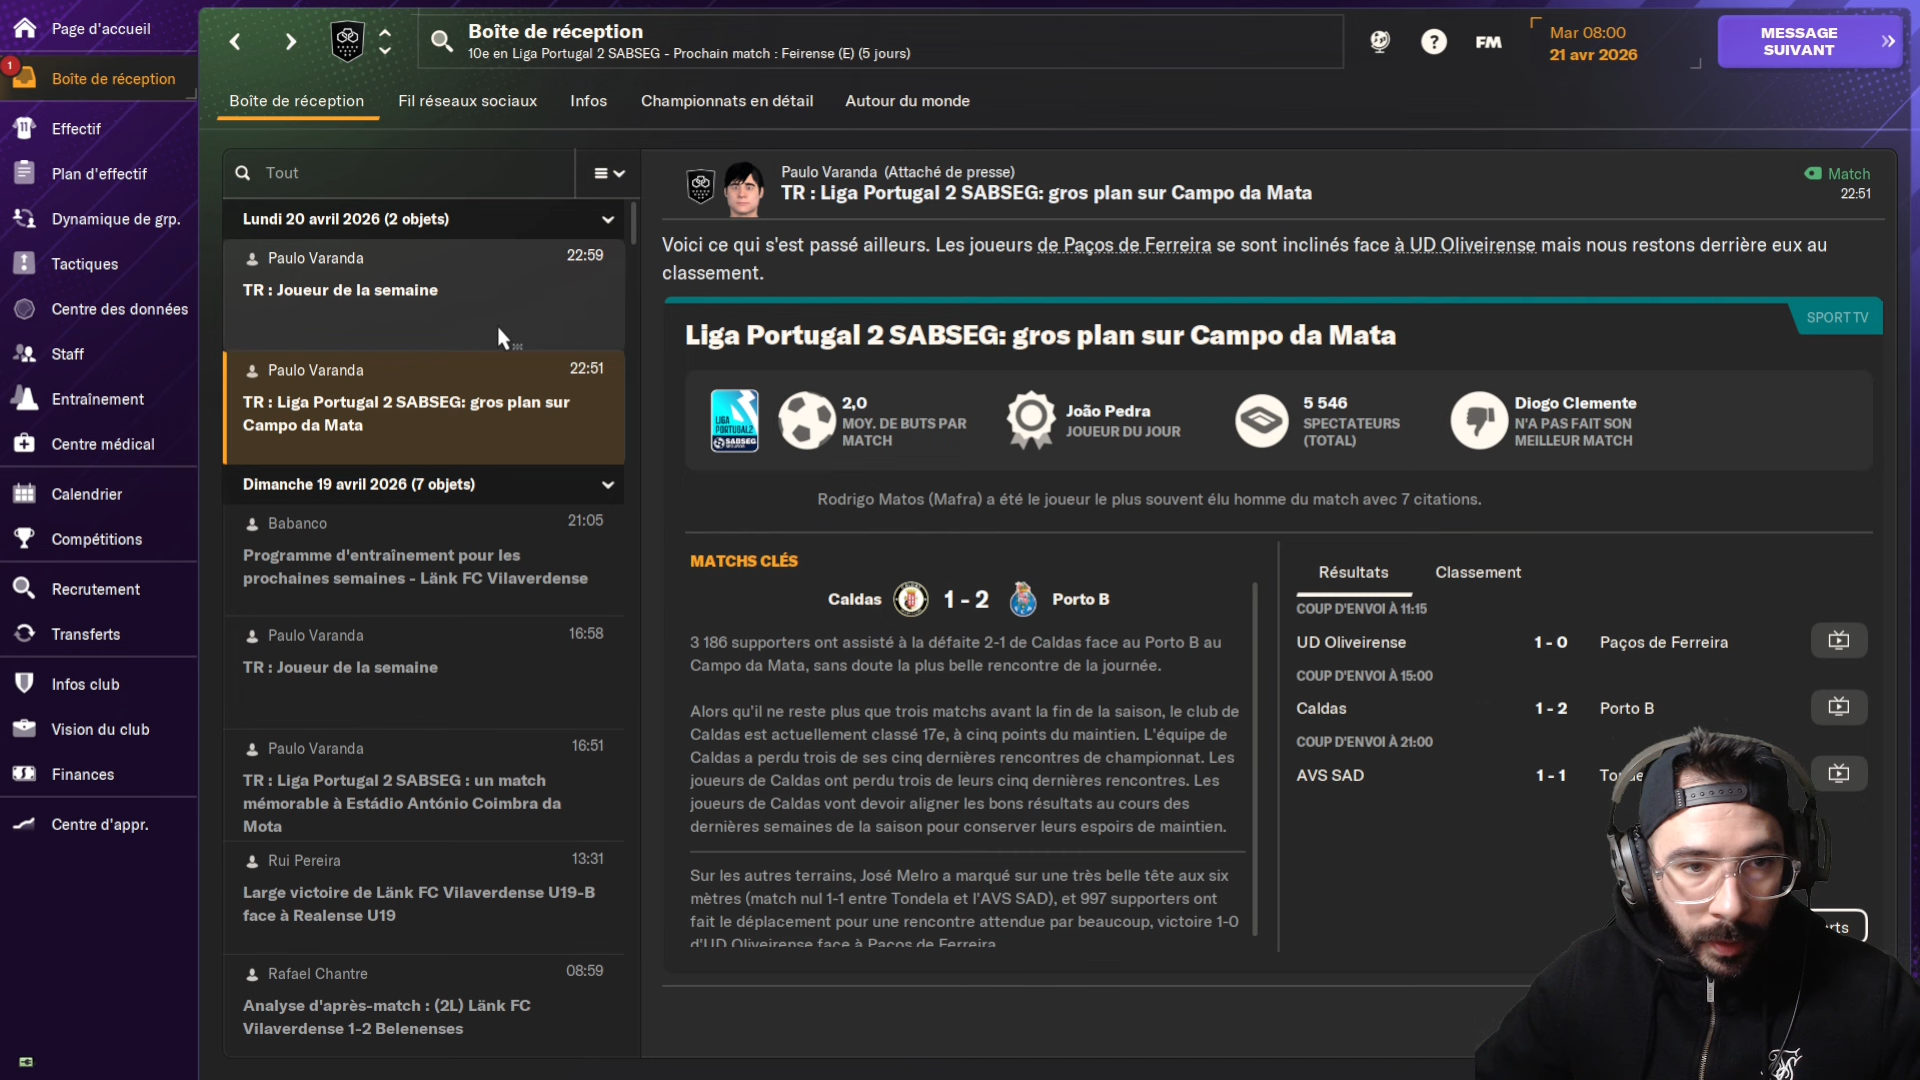 Page d'accueil
1
Boîte de réception
Effectif
Plan d'effectif
Dynamique de grp.
Tactiques
Centre des données
Staff
Entraînement
Centre médical
Calendrier
Compétitions
Recrutement
Transferts
Infos club
Vision du club
Finances
Centre d'appr.
Boîte de réception
10e en Liga Portugal 2 SABSEG - Prochain match : Feirense (E) (5 jours)
?
FM
Mar 08:00
21 avr 2026
MESSAGE
SUIVANT
Boîte de réception
Fil réseaux sociaux
Infos
Championnats en détail
Autour du monde
Tout
Lundi 20 avril 2026 (2 objets)
Paulo Varanda 22:59
TR : Joueur de la semaine
Paulo Varanda 22:51
TR : Liga Portugal 2 SABSEG: gros plan sur
Campo da Mata
Dimanche 19 avril 2026 (7 objets)
Babanco 21:05
Programme d'entraînement pour les
prochaines semaines - Länk FC Vilaverdense
Paulo Varanda 16:58
TR : Joueur de la semaine
Paulo Varanda 16:51
TR : Liga Portugal 2 SABSEG : un match
mémorable à Estádio António Coimbra da
Mota
Rui Pereira 13:31
Large victoire de Länk FC Vilaverdense U19-B
face à Realense U19
Rafael Chantre 08:59
Analyse d'après-match : (2L) Länk FC
Vilaverdense 1-2 Belenenses
Paulo Varanda (Attaché de presse)
TR : Liga Portugal 2 SABSEG: gros plan sur Campo da Mata
Match
22:51
Voici ce qui s'est passé ailleurs. Les joueurs de Paços de Ferreira se sont inclinés face à UD Oliveirense mais nous restons derrière eux au
classement.
SPORT TV
Liga Portugal 2 SABSEG: gros plan sur Campo da Mata
LIGA
PORTUGAL2
SABSEG
2,0
MOY. DE BUTS PAR
MATCH
João Pedra
JOUEUR DU JOUR
5 546
SPECTATEURS
(TOTAL)
Diogo Clemente
N'A PAS FAIT SON
MEILLEUR MATCH
Rodrigo Matos (Mafra) a été le joueur le plus souvent élu homme du match avec 7 citations.
MATCHS CLÉS
Caldas 1 - 2 Porto B
3 186 supporters ont assisté à la défaite 2-1 de Caldas face au Porto B au
Campo da Mata, sans doute la plus belle rencontre de la journée.
Alors qu'il ne reste plus que trois matchs avant la fin de la saison, le club de
Caldas est actuellement classé 17e, à cinq points du maintien. L'équipe de
Caldas a perdu trois de ses cinq dernières rencontres de championnat. Les
joueurs de Caldas ont perdu trois de leurs cinq dernières rencontres. Les
joueurs de Caldas vont devoir aligner les bons résultats au cours des
dernières semaines de la saison pour conserver leurs espoirs de maintien.
Sur les autres terrains, José Melro a marqué sur une très belle tête aux six
mètres (match nul 1-1 entre Tondela et l'AVS SAD), et 997 supporters ont
fait le déplacement pour une rencontre attendue par beaucoup, victoire 1-0
d'UD Oliveirense face à Paços de Ferreira
Résultats
Classement
COUP D'ENVOI À 11:15
UD Oliveirense 1 - 0 Paços de Ferreira
COUP D'ENVOI À 15:00
Caldas 1 - 2 Porto B
COUP D'ENVOI À 21:00
AVS SAD 1 - 1